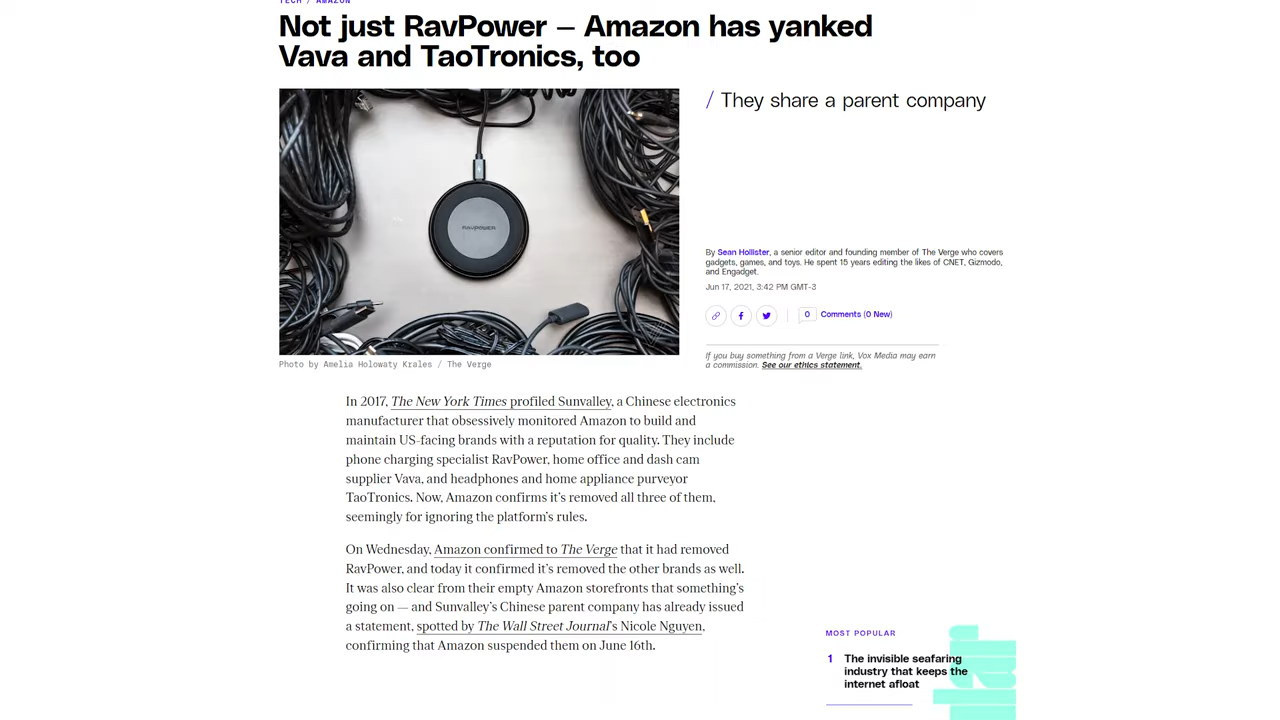 TECH / AMAZON
Not just RavPower — Amazon has yanked
Vava and TaoTronics, too
/ They share a parent company
RAVPOWER
By Sean Hollister, a senior editor and founding member of The Verge who covers
gadgets, games, and toys. He spent 15 years editing the likes of CNET, Gizmodo,
and Engadget.
Jun 17, 2021, 3:42 PM GMT-3
0 Comments (0 New)
If you buy something from a Verge link, Vox Media may earn
a commission. See our ethics statement.
Photo by Amelia Holowaty Krales / The Verge
In 2017, The New York Times profiled Sunvalley, a Chinese electronics
manufacturer that obsessively monitored Amazon to build and
maintain US-facing brands with a reputation for quality. They include
phone charging specialist RavPower, home office and dash cam
supplier Vava, and headphones and home appliance purveyor
TaoTronics. Now, Amazon confirms it's removed all three of them,
seemingly for ignoring the platform's rules.
On Wednesday, Amazon confirmed to The Verge that it had removed
RavPower, and today it confirmed it's removed the other brands as well.
It was also clear from their empty Amazon storefronts that something's
going on — and Sunvalley's Chinese parent company has already issued
a statement, spotted by The Wall Street Journal's Nicole Nguyen,
confirming that Amazon suspended them on June 16th.
MOST POPULAR
1 The invisible seafaring
industry that keeps the
internet afloat